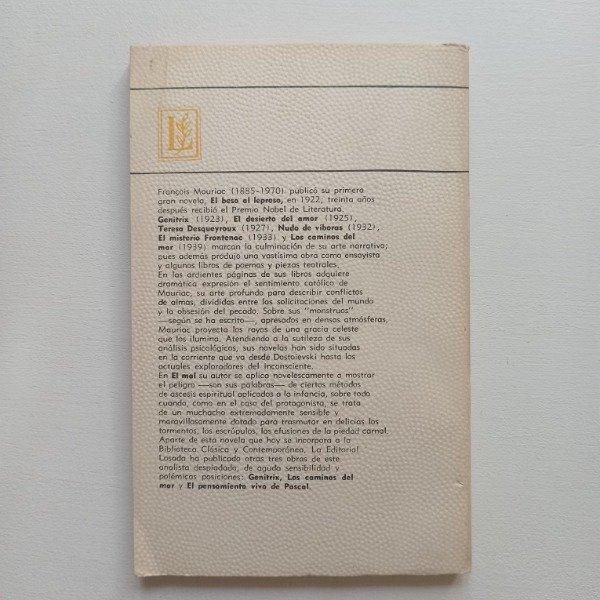 L
François Mauriac (1885-1970) publicó su primera
gran novela, El beso al leproso, en 1922; treinta años
después recibió el Premio Nobel de Literatura.
Genitrix (1923), El desierto del amor (1925),
Teresa Desqueyroux (1927), Nudo de víboras (1932),
El misterio Frontenac (1933) y Los caminos del
mar (1939) marcan la culminación de su arte narrativo;
pues además produjo una vastísima obra como ensayista
y algunos libros de poemas y piezas teatrales.
En las ardientes páginas de sus libros adquiere
dramática expresión el sentimiento católico de
Mauriac, su arte profundo para describir conflictos
de almas, divididas entre las solicitaciones del mundo
y la obsesión del pecado. Sobre sus "monstruos"
—según se ha escrito—, apresados en densas atmósferas,
Mauriac proyecta los rayos de una gracia celeste
que los ilumina. Atendiendo a la sutileza de sus
análisis psicológicos, sus novelas han sido situadas
en la corriente que va desde Dostoievski hasta los
actuales exploradores del inconsciente.
En El mal su autor se aplica novelescamente a mostrar
el peligro —son sus palabras— de ciertos métodos
de ascesis espiritual aplicados a la infancia, sobre todo
cuando, como en el caso del protagonista, se trata
de un muchacho extremadamente sensible y
maravillosamente dotado para trasmutar en delicias los
tormentos, los escrúpulos, las efusiones de la piedad carnal.
Aparte de esta novela que hoy se incorpora a la
Biblioteca Clásica y Contemporánea, La Editorial
Losada ha publicado otras tres obras de este
analista despiadado, de aguda sensibilidad y
polémicas posiciones: Genitrix, Los caminos del
mar y El pensamiento vivo de Pascal.